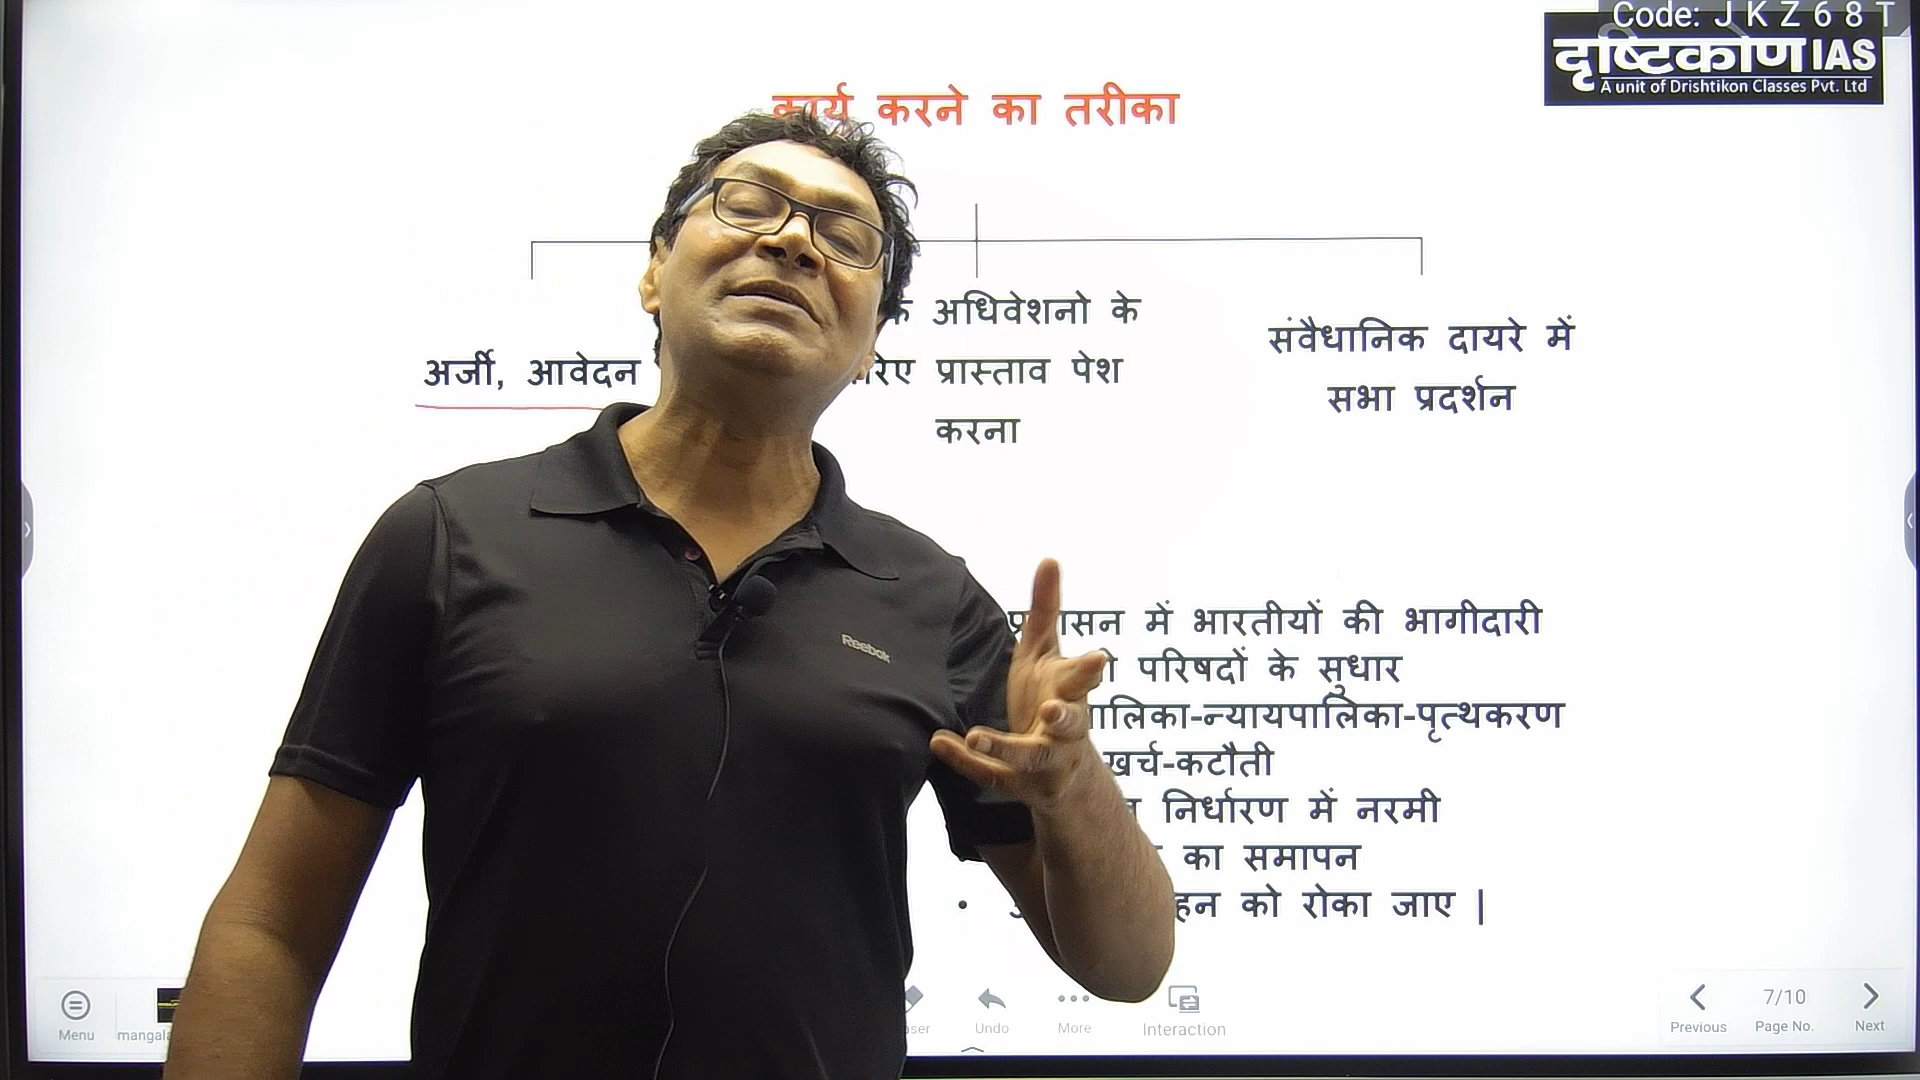 Code: J K Z 6 8 T
दृष्टिकोण IAS
A unit of Drishtikon Classes Pvt. Ltd
कार्य करने का तरीका
अधिवेशनो के
अर्जी, आवेदन
प्रास्ताव पेश
करना
संवैधानिक दायरे में
सभा प्रदर्शन
Reebok
में भारतीयों की भागीदारी
परिषदों के सुधार
न्यायपालिका-पृत्थकरण
खर्च-कटौती
निर्धारण में नरमी
का समापन
को रोका जाए |
Menu
Undo
More
Interaction
Previous
7/10
Page No.
Next